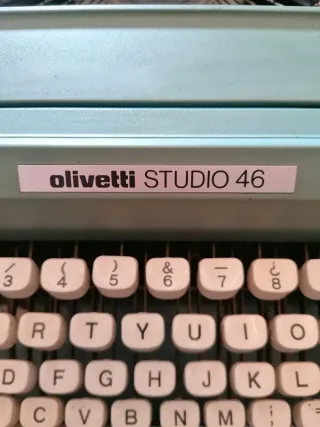 olivetti STUDIO 46
/ ( ) & _ ¿
3 4 5 6 7 8
R T Y U I O
D F G H J K L
C V B N M